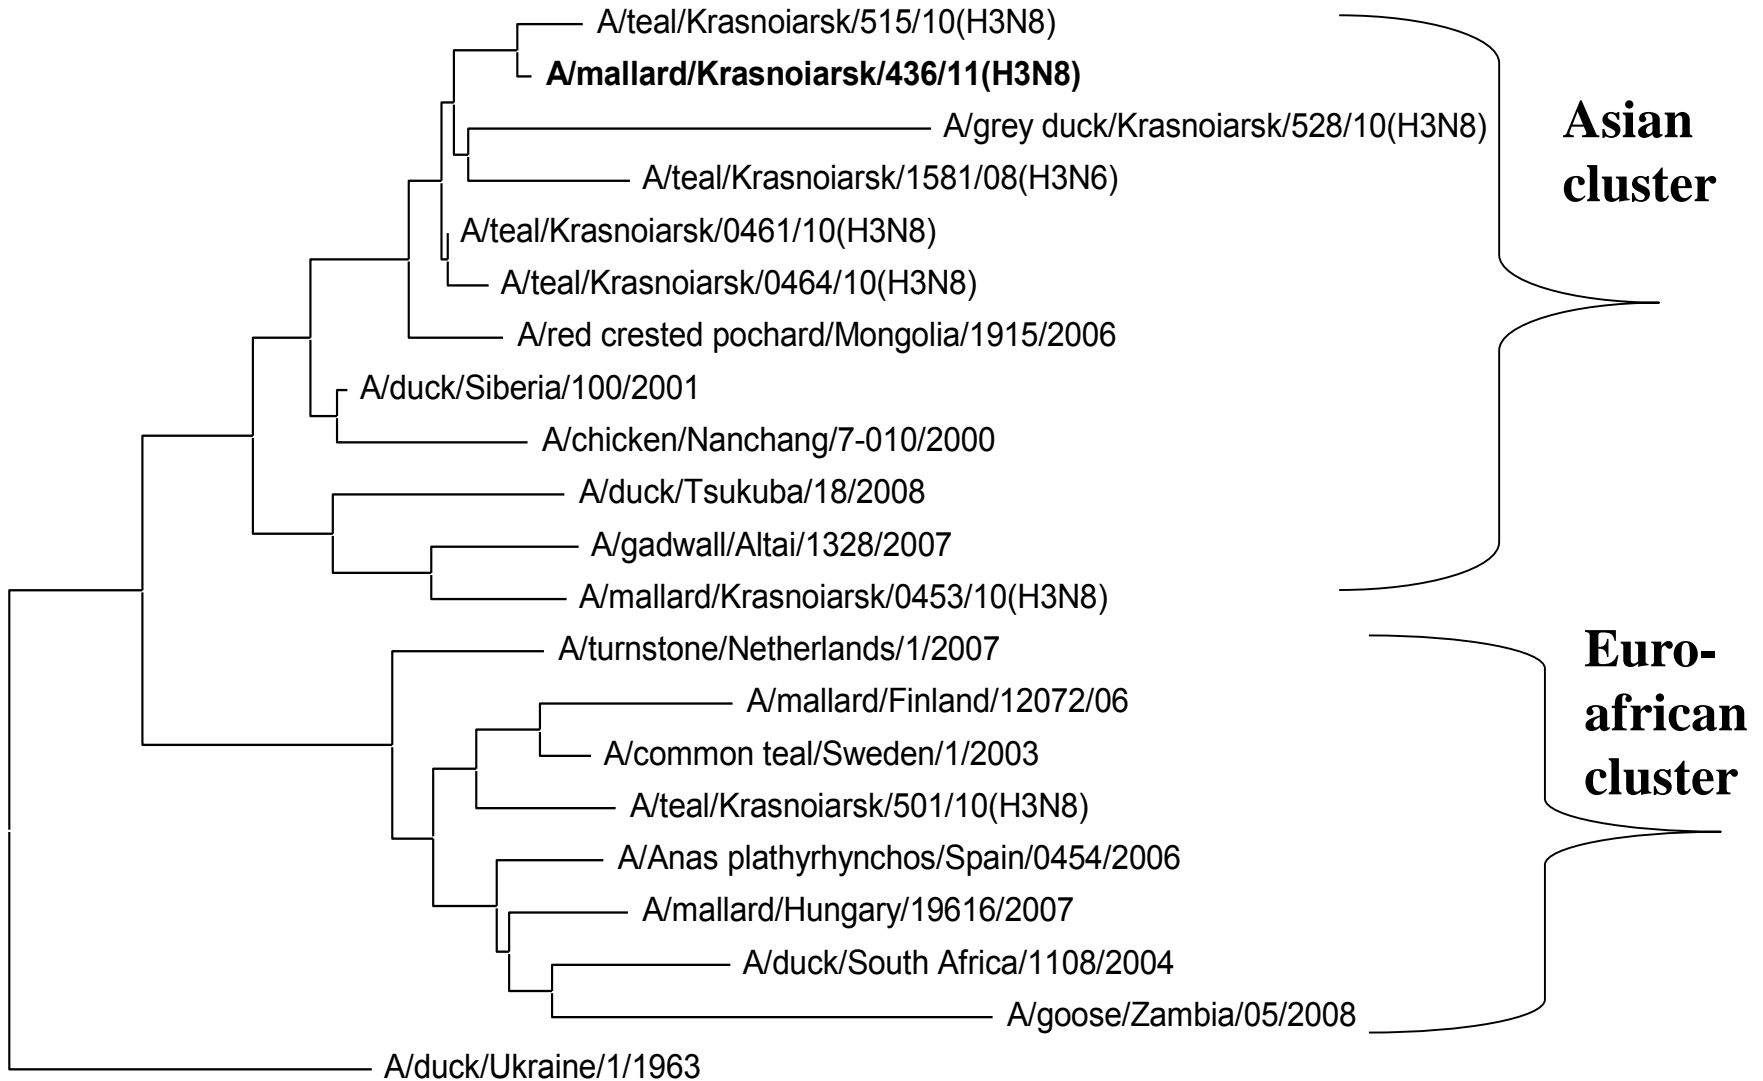 A/teal/Krasnoiarsk/515/10(H3N8)
A/mallard/Krasnoiarsk/436/11(H3N8)
A/grey duck/Krasnoiarsk/528/10(H3N8)
A/teal/Krasnoiarsk/1581/08(H3N6)
A/teal/Krasnoiarsk/0461/10(H3N8)
A/teal/Krasnoiarsk/0464/10(H3N8)
A/red crested pochard/Mongolia/1915/2006
A/duck/Siberia/100/2001
A/chicken/Nanchang/7-010/2000
A/duck/Tsukuba/18/2008
A/gadwall/Altai/1328/2007
A/mallard/Krasnoiarsk/0453/10(H3N8)
Asian
cluster
A/turnstone/Netherlands/1/2007
A/mallard/Finland/12072/06
A/common teal/Sweden/1/2003
A/teal/Krasnoiarsk/501/10(H3N8)
A/Anas plathyrhynchos/Spain/0454/2006
A/mallard/Hungary/19616/2007
A/duck/South Africa/1108/2004
A/goose/Zambia/05/2008
Euro-
african
cluster
A/duck/Ukraine/1/1963